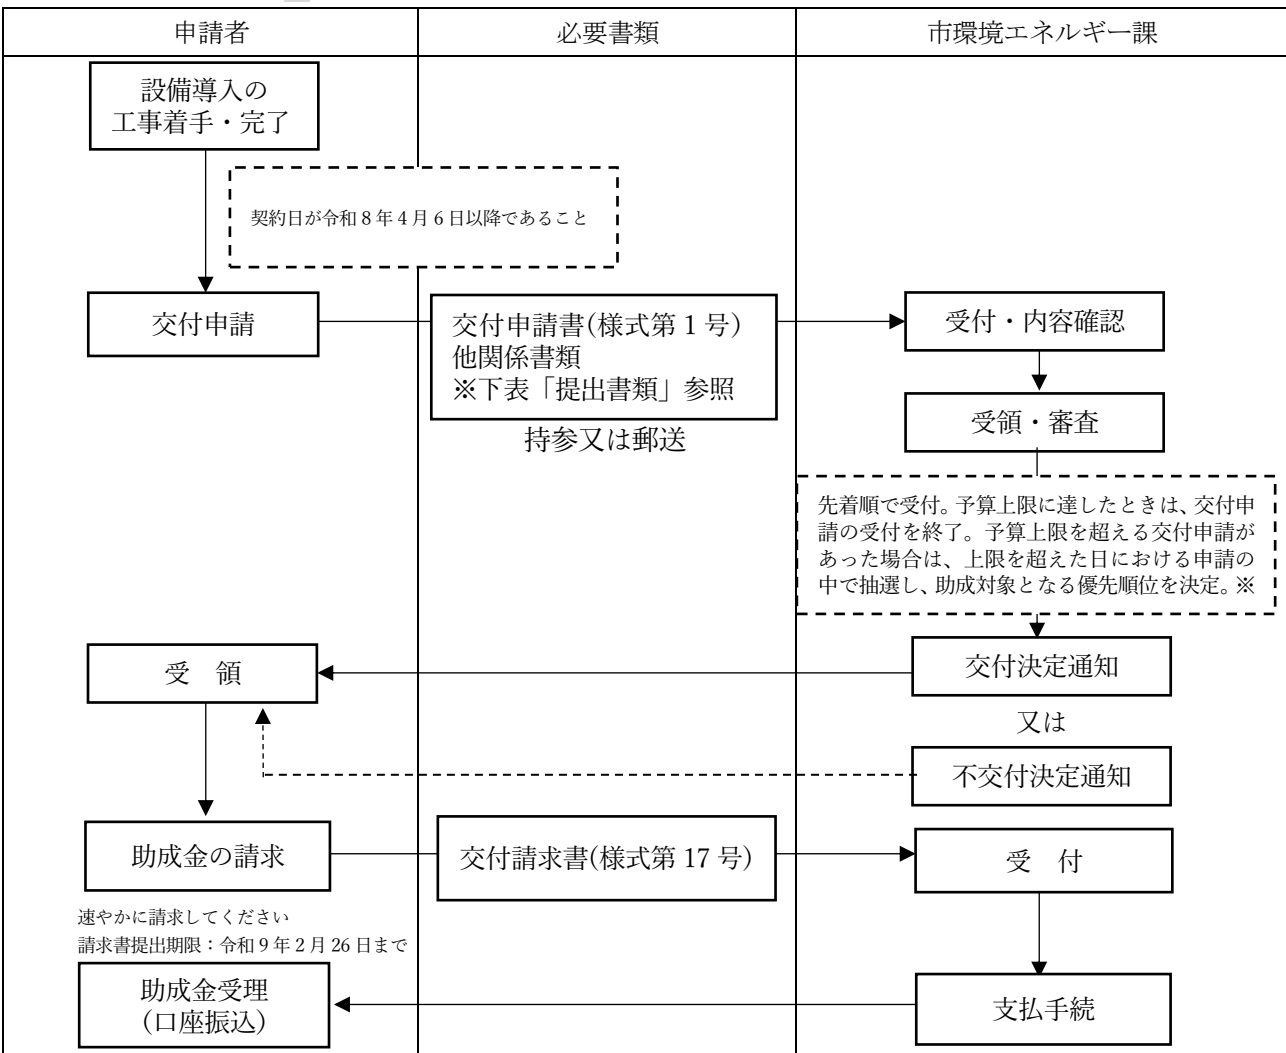 申請者
必要書類
市環境エネルギー課
設備導入の
工事着手・完了
契約日が令和8年4月6日以降であること
交付申請
交付申請書(様式第1号)
他関係書類
※下表「提出書類」参照
持参又は郵送
受付・内容確認
受領・審査
先着順で受付。予算上限に達したときは、交付申
請の受付を終了。予算上限を超える交付申請が
あった場合は、上限を超えた日における申請の
中で抽選し、助成対象となる優先順位を決定。※
受　領
交付決定通知
又は
不交付決定通知
助成金の請求
交付請求書(様式第 17 号)
受　付
速やかに請求してください
請求書提出期限：令和9年2月26日まで
助成金受理
(口座振込)
支払手続